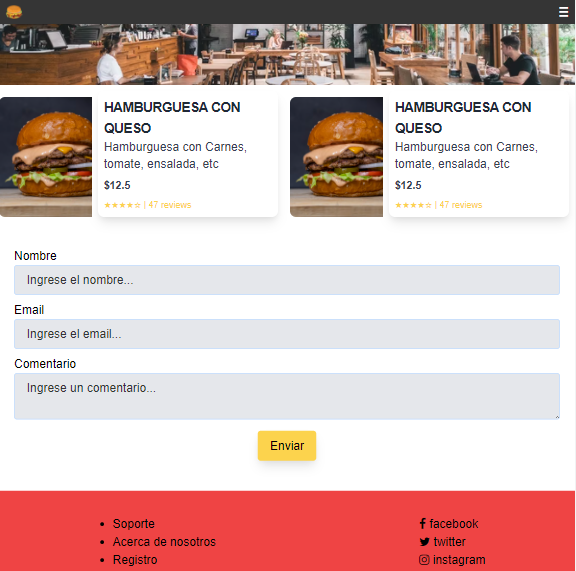 HAMBURGUESA CON
QUESO
Hamburguesa con Carnes,
tomate, ensalada, etc
$12.5
★★★★☆ | 47 reviews
HAMBURGUESA CON
QUESO
Hamburguesa con Carnes,
tomate, ensalada, etc
$12.5
★★★★☆ | 47 reviews
Nombre
Ingrese el nombre...
Email
Ingrese el email...
Comentario
Ingrese un comentario...
Enviar
Soporte
Acerca de nosotros
Registro
facebook
twitter
instagram